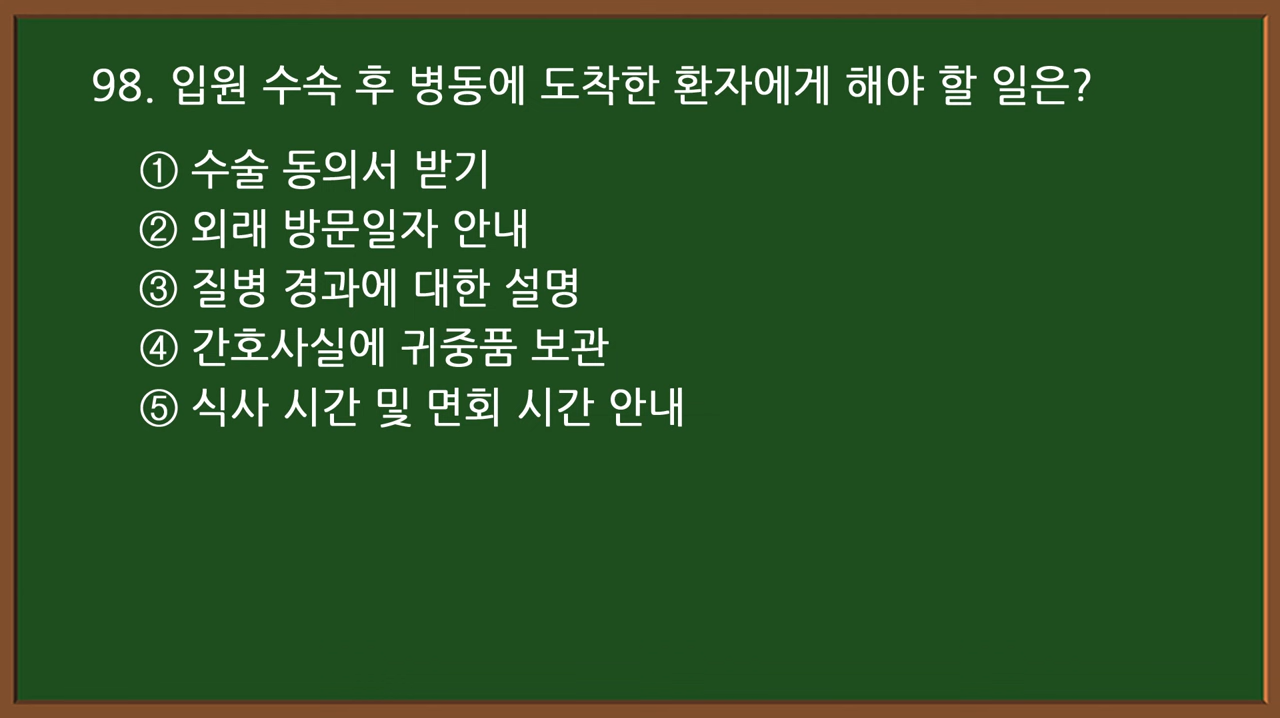 98. 입원 수속 후 병동에 도착한 환자에게 해야 할 일은?
① 수술 동의서 받기
② 외래 방문일자 안내
③ 질병 경과에 대한 설명
④ 간호사실에 귀중품 보관
⑤ 식사 시간 및 면회 시간 안내